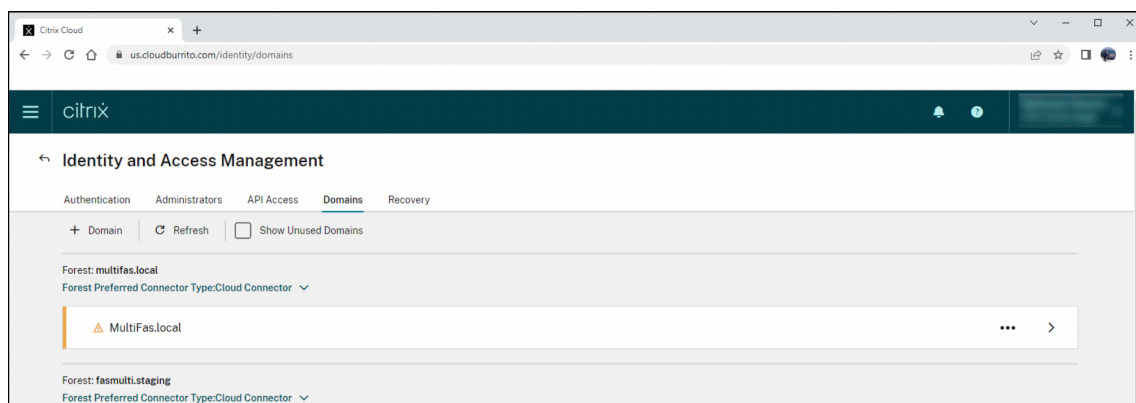 Citrix Cloud
us.cloudburrito.com/identity/domains
citrix
Identity and Access Management
Authentication Administrators API Access Domains Recovery
+ Domain Refresh Show Unused Domains
Forest: multifas.local
Forest Preferred Connector Type:Cloud Connector
MultiFas.local
Forest: fasmulti.staging
Forest Preferred Connector Type:Cloud Connector